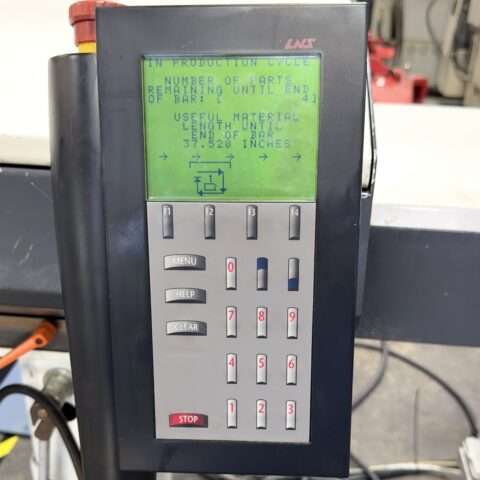 LNS
IN PRODUCTION CYCLE
NUMBER OF PARTS
REMAINING UNTIL END
OF BAR: [ 4]
USEFUL MATERIAL
LENGTH UNTIL
END OF BAR
37.520 INCHES
MENU 0
HELP
CLEAR 7 8 9
4 5 6
STOP 1 2 3